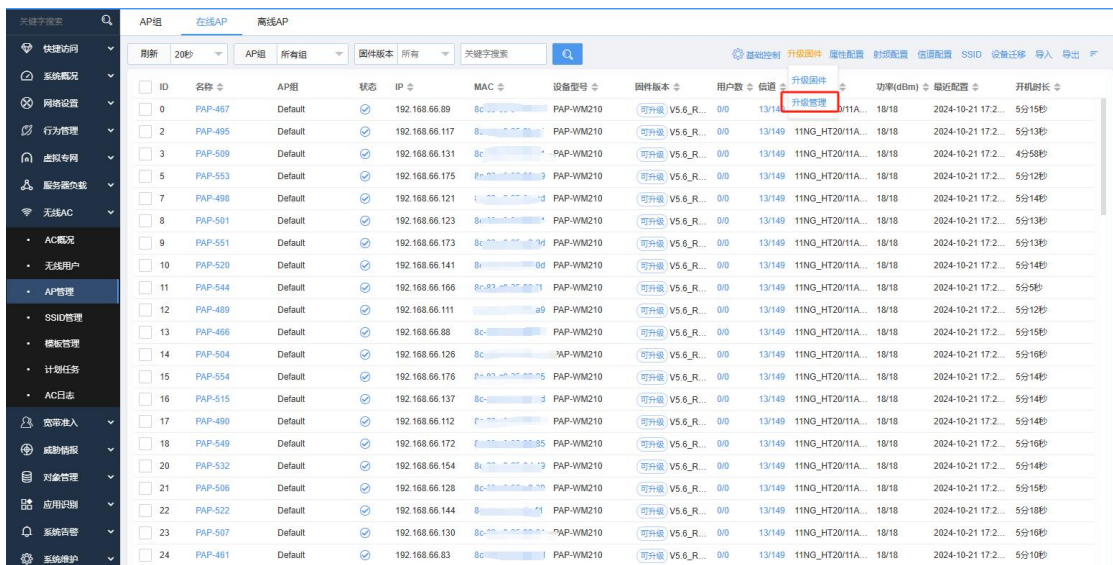 关键字搜索
快捷访问
系统概况
网络设置
行为管理
虚拟专网
服务器负载
无线AC
AC概况
无线用户
AP管理
SSID管理
模板管理
计划任务
AC日志
宽带准入
威胁情报
对象管理
应用识别
系统告警
系统维护
AP组 在线AP 离线AP
刷新 20秒 AP组 所有组 固件版本 所有 关键字搜索 基础控制 升级固件 属性配置 射频配置 信道配置 SSID 设备迁移 导入 导出
升级固件
升级管理
ID 名称 AP组 状态 IP MAC 设备型号 固件版本 用户数 信道 功率(dBm) 最近配置 开机时长
0 PAP-467 Default 192.168.66.89 PAP-WM210 可升级 V5.6_R... 0/0 18/18 2024-10-21 17:2... 5分15秒
2 PAP-495 Default 192.168.66.117 PAP-WM210 可升级 V5.6_R... 0/0 13/149 11NG_HT20/11A... 18/18 2024-10-21 17:2... 5分13秒
3 PAP-509 Default 192.168.66.131 PAP-WM210 可升级 V5.6_R... 0/0 13/149 11NG_HT20/11A... 18/18 2024-10-21 17:2... 4分58秒
5 PAP-553 Default 192.168.66.175 PAP-WM210 可升级 V5.6_R... 0/0 13/149 11NG_HT20/11A... 18/18 2024-10-21 17:2... 5分12秒
7 PAP-498 Default 192.168.66.121 PAP-WM210 可升级 V5.6_R... 0/0 13/149 11NG_HT20/11A... 18/18 2024-10-21 17:2... 5分14秒
8 PAP-501 Default 192.168.66.123 PAP-WM210 可升级 V5.6_R... 0/0 13/149 11NG_HT20/11A... 18/18 2024-10-21 17:2... 5分13秒
9 PAP-551 Default 192.168.66.173 PAP-WM210 可升级 V5.6_R... 0/0 13/149 11NG_HT20/11A... 18/18 2024-10-21 17:2... 5分13秒
10 PAP-520 Default 192.168.66.141 PAP-WM210 可升级 V5.6_R... 0/0 13/149 11NG_HT20/11A... 18/18 2024-10-21 17:2... 5分14秒
11 PAP-544 Default 192.168.66.166 PAP-WM210 可升级 V5.6_R... 0/0 13/149 11NG_HT20/11A... 18/18 2024-10-21 17:2... 5分5秒
12 PAP-489 Default 192.168.66.111 PAP-WM210 可升级 V5.6_R... 0/0 13/149 11NG_HT20/11A... 18/18 2024-10-21 17:2... 5分12秒
13 PAP-466 Default 192.168.66.88 PAP-WM210 可升级 V5.6_R... 0/0 13/149 11NG_HT20/11A... 18/18 2024-10-21 17:2... 5分15秒
14 PAP-504 Default 192.168.66.126 PAP-WM210 可升级 V5.6_R... 0/0 13/149 11NG_HT20/11A... 18/18 2024-10-21 17:2... 5分16秒
15 PAP-554 Default 192.168.66.176 PAP-WM210 可升级 V5.6_R... 0/0 13/149 11NG_HT20/11A... 18/18 2024-10-21 17:2... 5分14秒
16 PAP-515 Default 192.168.66.137 PAP-WM210 可升级 V5.6_R... 0/0 13/149 11NG_HT20/11A... 18/18 2024-10-21 17:2... 5分14秒
17 PAP-490 Default 192.168.66.112 PAP-WM210 可升级 V5.6_R... 0/0 13/149 11NG_HT20/11A... 18/18 2024-10-21 17:2... 5分14秒
18 PAP-549 Default 192.168.66.172 PAP-WM210 可升级 V5.6_R... 0/0 13/149 11NG_HT20/11A... 18/18 2024-10-21 17:2... 5分16秒
20 PAP-532 Default 192.168.66.154 PAP-WM210 可升级 V5.6_R... 0/0 13/149 11NG_HT20/11A... 18/18 2024-10-21 17:2... 5分14秒
21 PAP-506 Default 192.168.66.128 PAP-WM210 可升级 V5.6_R... 0/0 13/149 11NG_HT20/11A... 18/18 2024-10-21 17:2... 5分15秒
22 PAP-522 Default 192.168.66.144 PAP-WM210 可升级 V5.6_R... 0/0 13/149 11NG_HT20/11A... 18/18 2024-10-21 17:2... 5分18秒
23 PAP-507 Default 192.168.66.130 PAP-WM210 可升级 V5.6_R... 0/0 13/149 11NG_HT20/11A... 18/18 2024-10-21 17:2... 5分16秒
24 PAP-461 Default 192.168.66.83 PAP-WM210 可升级 V5.6_R... 0/0 13/149 11NG_HT20/11A... 18/18 2024-10-21 17:2... 5分10秒